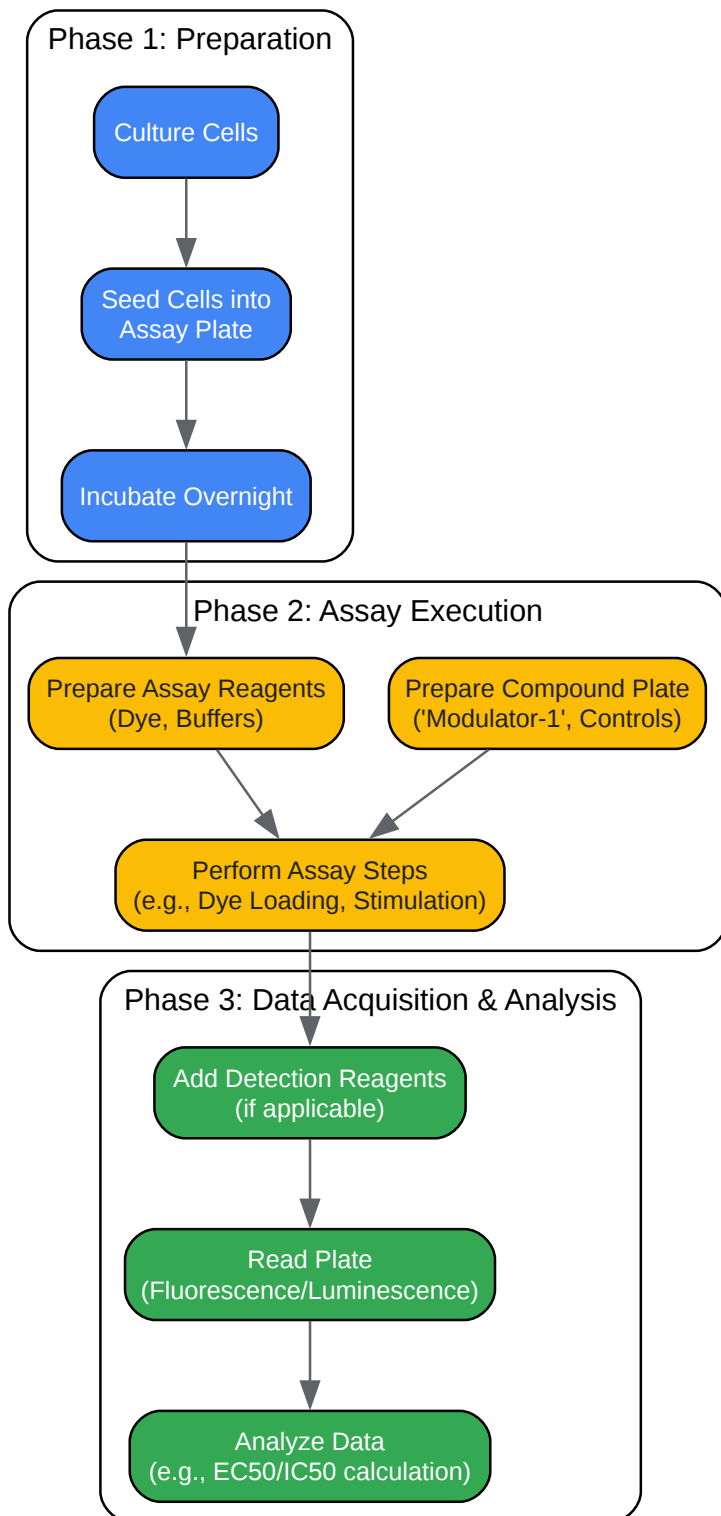 Phase 1: Preparation
Culture Cells
Seed Cells into
Assay Plate
Incubate Overnight
Phase 2: Assay Execution
Prepare Assay Reagents
(Dye, Buffers)
Prepare Compound Plate
('Modulator-1', Controls)
Perform Assay Steps
(e.g., Dye Loading, Stimulation)
Phase 3: Data Acquisition & Analysis
Add Detection Reagents
(if applicable)
Read Plate
(Fluorescence/Luminescence)
Analyze Data
(e.g., EC50/IC50 calculation)